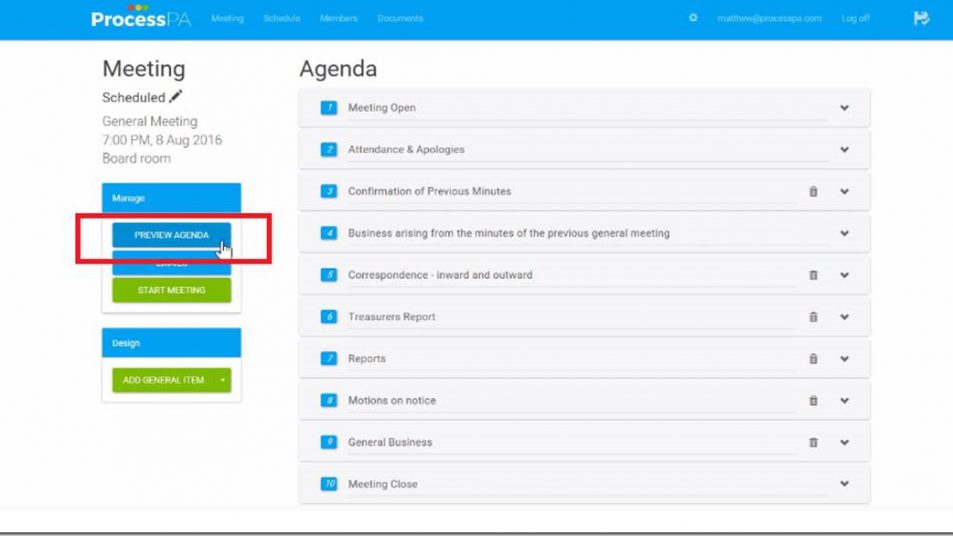 ProcessPA Meeting Schedule Members Documents matthew@processpa.com Log off
Meeting
Scheduled
General Meeting
7:00 PM, 8 Aug 2016
Board room
Manage
PREVIEW AGENDA
EMAILS
START MEETING
Design
ADD GENERAL ITEM
Agenda
1 Meeting Open
2 Attendance & Apologies
3 Confirmation of Previous Minutes
4 Business arising from the minutes of the previous general meeting
5 Correspondence - inward and outward
6 Treasurers Report
7 Reports
8 Motions on notice
9 General Business
10 Meeting Close